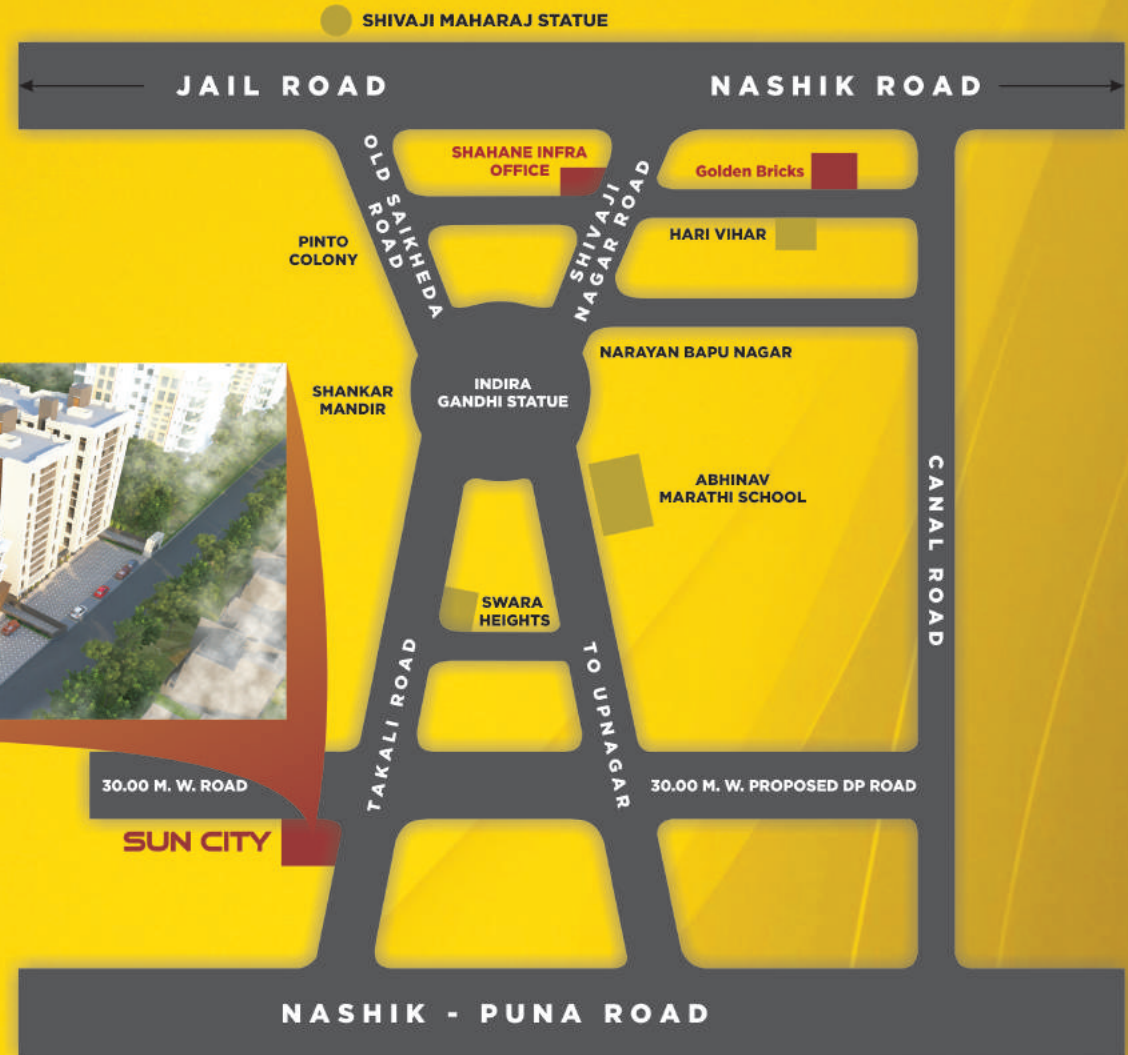 SHIVAJI MAHARAJ STATUE
JAIL ROAD
NASHIK ROAD
OLD SAIKHEDA
ROAD
SHAHANE INFRA
OFFICE
SHIVAJI
NAGAR ROAD
Golden Bricks
PINTO
COLONY
HARI VIHAR
NARAYAN BAPU NAGAR
SHANKAR
MANDIR
INDIRA
GANDHI STATUE
ABHINAV
MARATHI SCHOOL
CANAL ROAD
SWARA
HEIGHTS
TAKALI ROAD
TO UPNAGAR
30.00 M. W. ROAD
30.00 M. W. PROPOSED DP ROAD
SUN CITY
NASHIK - PUNA ROAD